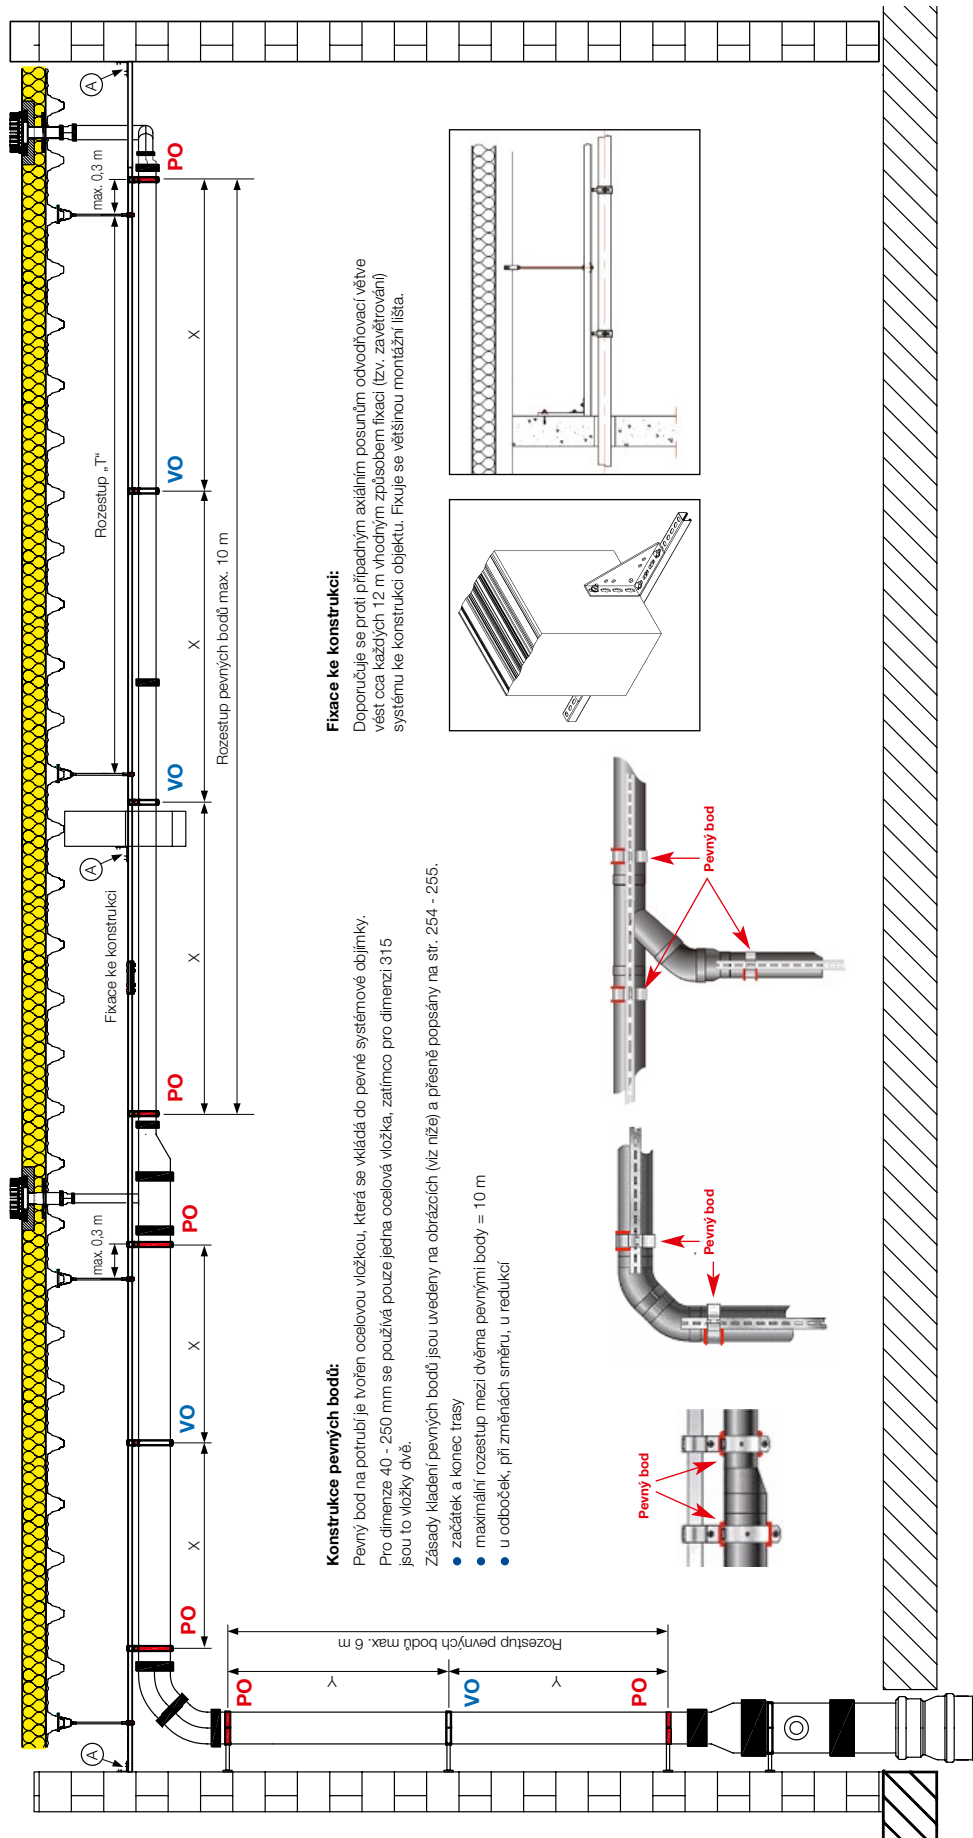 A
max. 0,3 m
PO
Rozestup „T“
X
VO
X
VO
Rozestup pevných bodů max. 10 m
A
Fixace ke konstrukci
X
PO
PO
max. 0,3 m
X
VO
X
PO
A
PO
Y
VO
Y
PO
Rozestup pevných bodů max. 6 m
Konstrukce pevných bodů:
Pevný bod na potrubí je tvořen ocelovou vložkou, která se vkládá do pevné systémové objímky.
Pro dimenze 40 - 250 mm se používá pouze jedna ocelová vložka, zatímco pro dimenzi 315
jsou to vložky dvě.
Zásady kladení pevných bodů jsou uvedeny na obrázcích (viz níže) a přesně popsány na str. 254 - 255.
● začátek a konec trasy
● maximální rozestup mezi dvěma pevnými body = 10 m
● u odboček, při změnách směru, u redukcí
Fixace ke konstrukci:
Doporučuje se proti případným axiálním posunům odvodňovací větve
vést cca každých 12 m vhodným způsobem fixaci (tzv. zavětrování)
systému ke konstrukci objektu. Fixuje se většinou montážní lišta.
Pevný bod
Pevný bod
Pevný bod